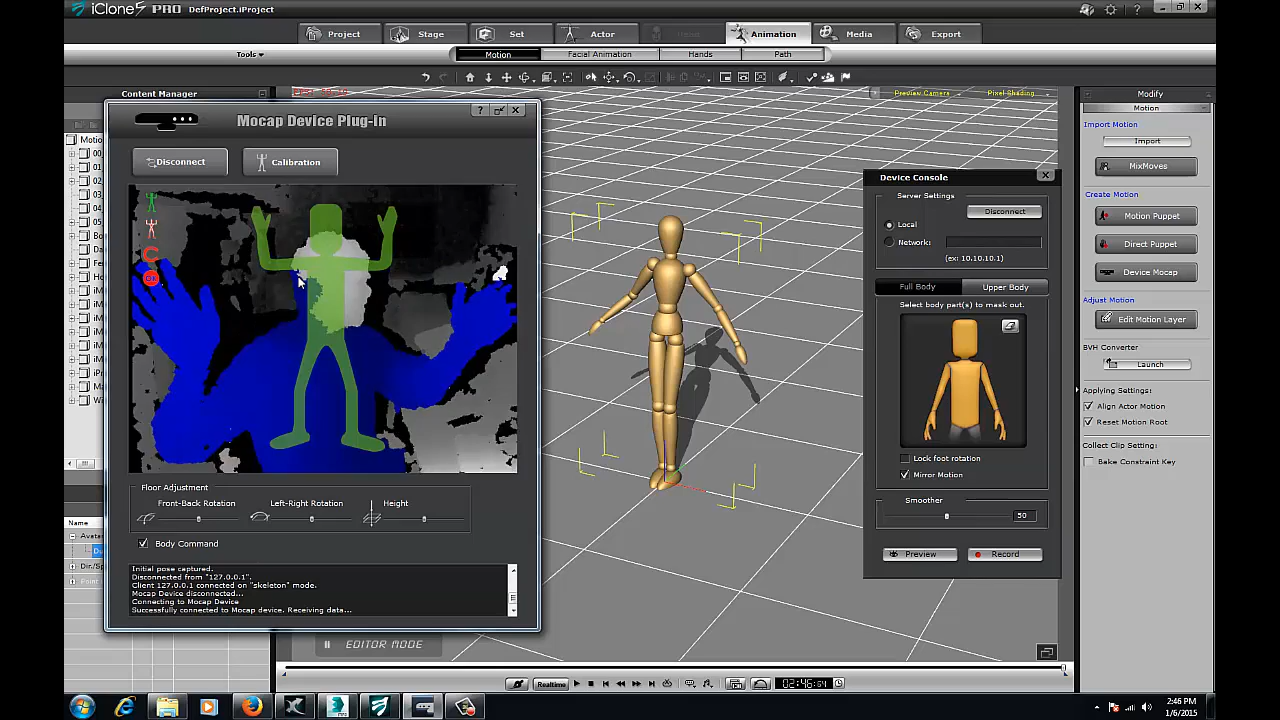 iClone5 PRO DefProject.iProject
Project Stage Set Actor Animation Media Export
Tools Motion Facial Animation Hands Path
Content Manager
Preview Camera Pixel Shading
Modify
Motion
Mocap Device Plug-in
Disconnect Calibration
Import Motion
Import
MixMoves
Create Motion
Motion Puppet
Direct Puppet
Device Mocap
Adjust Motion
Edit Motion Layer
BVH Converter
Launch
Applying Settings:
Align Actor Motion
Reset Motion Root
Collect Clip Setting:
Bake Constraint Key
Device Console
Server Settings
Disconnect
Local
Network:
(ex: 10.10.10.1)
Full Body Upper Body
Select body part(s) to mask out.
Lock foot rotation
Mirror Motion
Smoother
50
Preview Record
Floor Adjustment
Front-Back Rotation Left-Right Rotation Height
Body Command
Initial pose captured.
Disconnected from "127.0.0.1".
Client 127.0.0.1 connected on "skeleton" mode.
Mocap Device disconnected...
Connecting to Mocap Device
Successfully connected to Mocap device. Receiving data...
Name
EDITOR MODE
Realtime
02:46:64
2:46 PM
1/6/2015